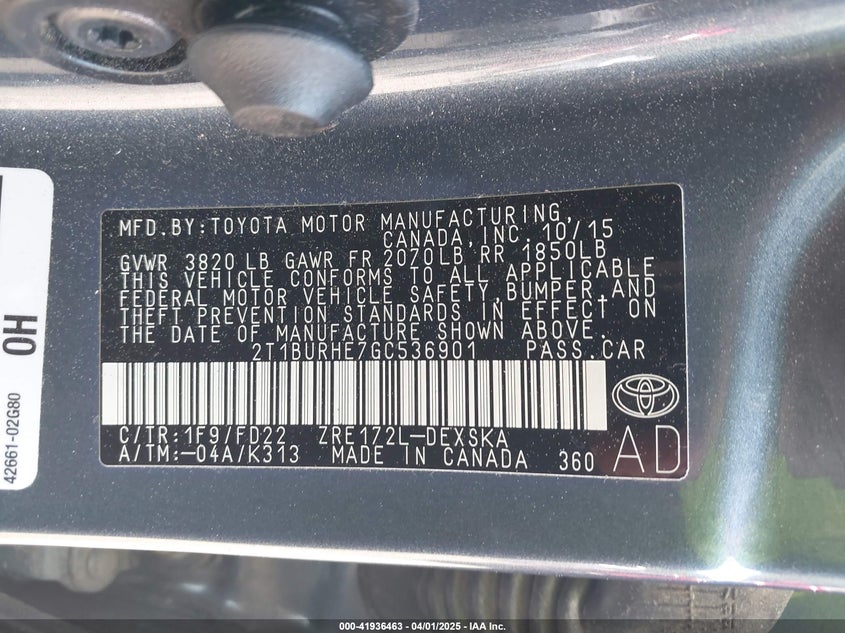 MFD.BY:TOYOTA MOTOR MANUFACTURING,
CANADA,INC. 10/15
GVWR 3820 LB GAWR FR 2070LB RR 1850LB
THIS VEHICLE CONFORMS TO ALL APPLICABLE
FEDERAL MOTOR VEHICLE SAFETY,BUMPER AND
THEFT PREVENTION STANDARDS IN EFFECT ON
THE DATE OF MANUFACTURE SHOWN ABOVE.
2T1BURHE7GC536901 PASS.CAR
C/TR:1F9/FD22 ZRE172L-DEXSKA
A/TM:-04A/K313 MADE IN CANADA 360
AD
0H
42661-02G80
000-41936463 - 04/01/2025 - IAA Inc.